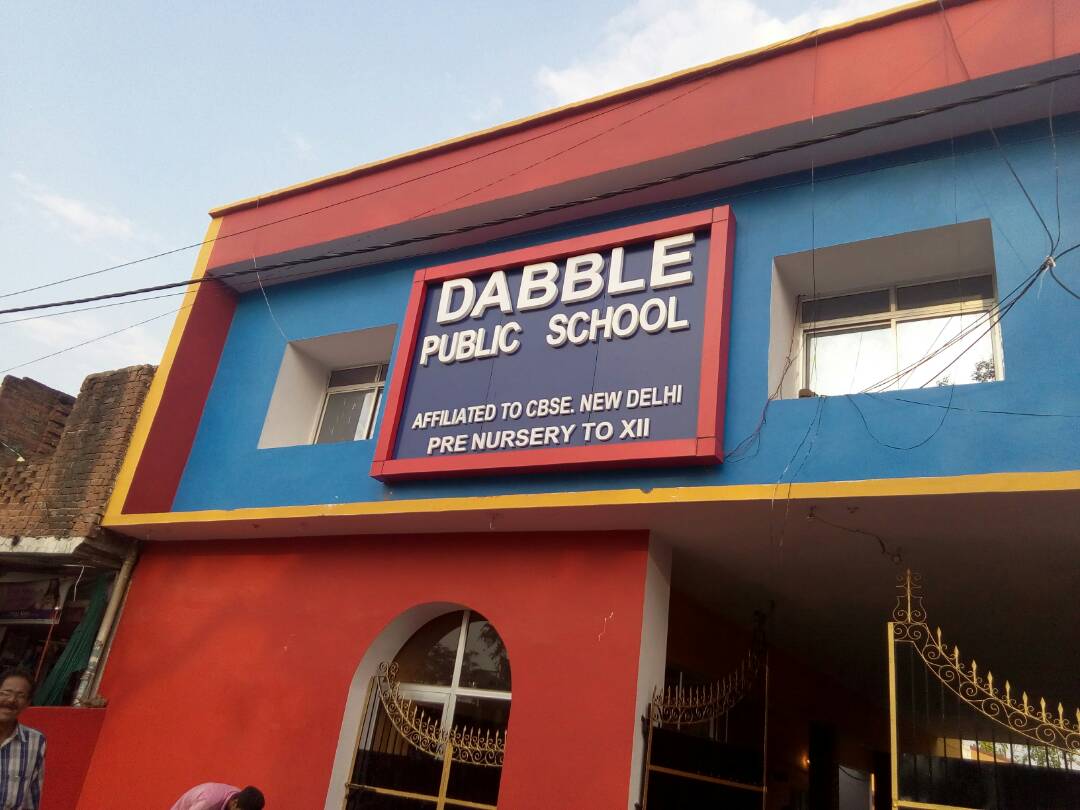 DABBLE
PUBLIC SCHOOL
AFFILIATED TO CBSE. NEW DELHI
PRE NURSERY TO XII